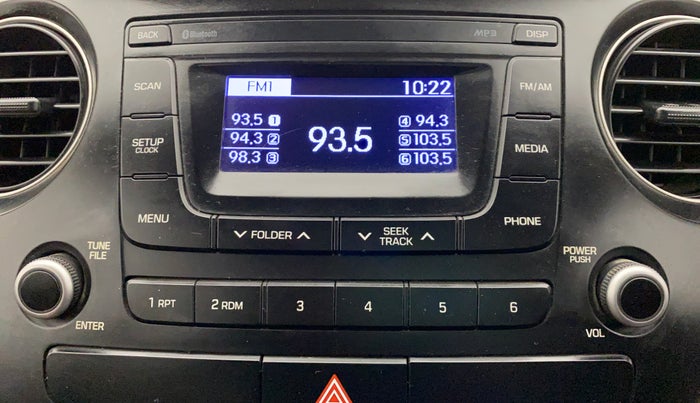 BACK Bluetooth MP3 DISP
SCAN FM1 10:22 FM/AM
93.5 1 4 94.3
SETUP CLOCK 94.3 2 93.5 5 103.5 MEDIA
98.3 3 6 103.5
MENU FOLDER SEEK TRACK PHONE
TUNE FILE POWER PUSH
1 RPT 2 RDM 3 4 5 6
ENTER VOL